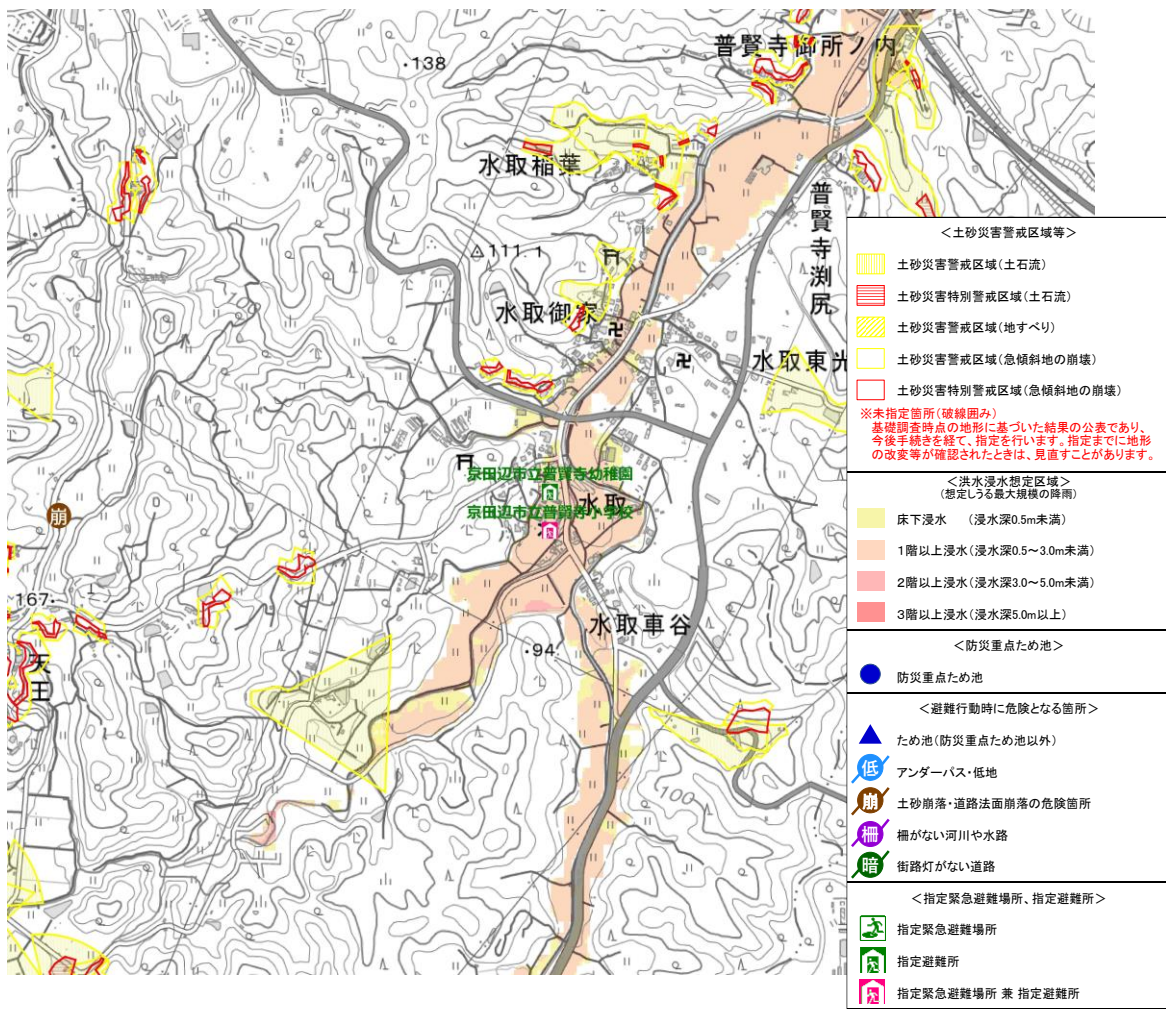 普賢寺御所ノ内
・138
水取稲葉
普賢寺渕尻
△111.1
水取御家
水取東光
京田辺市立普賢寺幼稚園
水取
京田辺市立普賢寺小学校
崩
167・
水取車谷
・94
天王
100
100
＜土砂災害警戒区域等＞
土砂災害警戒区域（土石流）
土砂災害特別警戒区域（土石流）
土砂災害警戒区域（地すべり）
土砂災害警戒区域（急傾斜地の崩壊）
土砂災害特別警戒区域（急傾斜地の崩壊）
※未指定箇所（破線囲み）
基礎調査時点の地形に基づいた結果の公表であり、
今後手続きを経て、指定を行います。指定までに地形
の改変等が確認されたときは、見直すことがあります。
＜洪水浸水想定区域＞
（想定しうる最大規模の降雨）
床下浸水　（浸水深0.5m未満）
1階以上浸水（浸水深0.5～3.0m未満）
2階以上浸水（浸水深3.0～5.0m未満）
3階以上浸水（浸水深5.0m以上）
＜防災重点ため池＞
防災重点ため池
＜避難行動時に危険となる箇所＞
ため池（防災重点ため池以外）
低 アンダーパス・低地
崩 土砂崩落・道路法面崩落の危険箇所
柵 柵がない河川や水路
暗 街路灯がない道路
＜指定緊急避難場所、指定避難所＞
指定緊急避難場所
指定避難所
指定緊急避難場所 兼 指定避難所